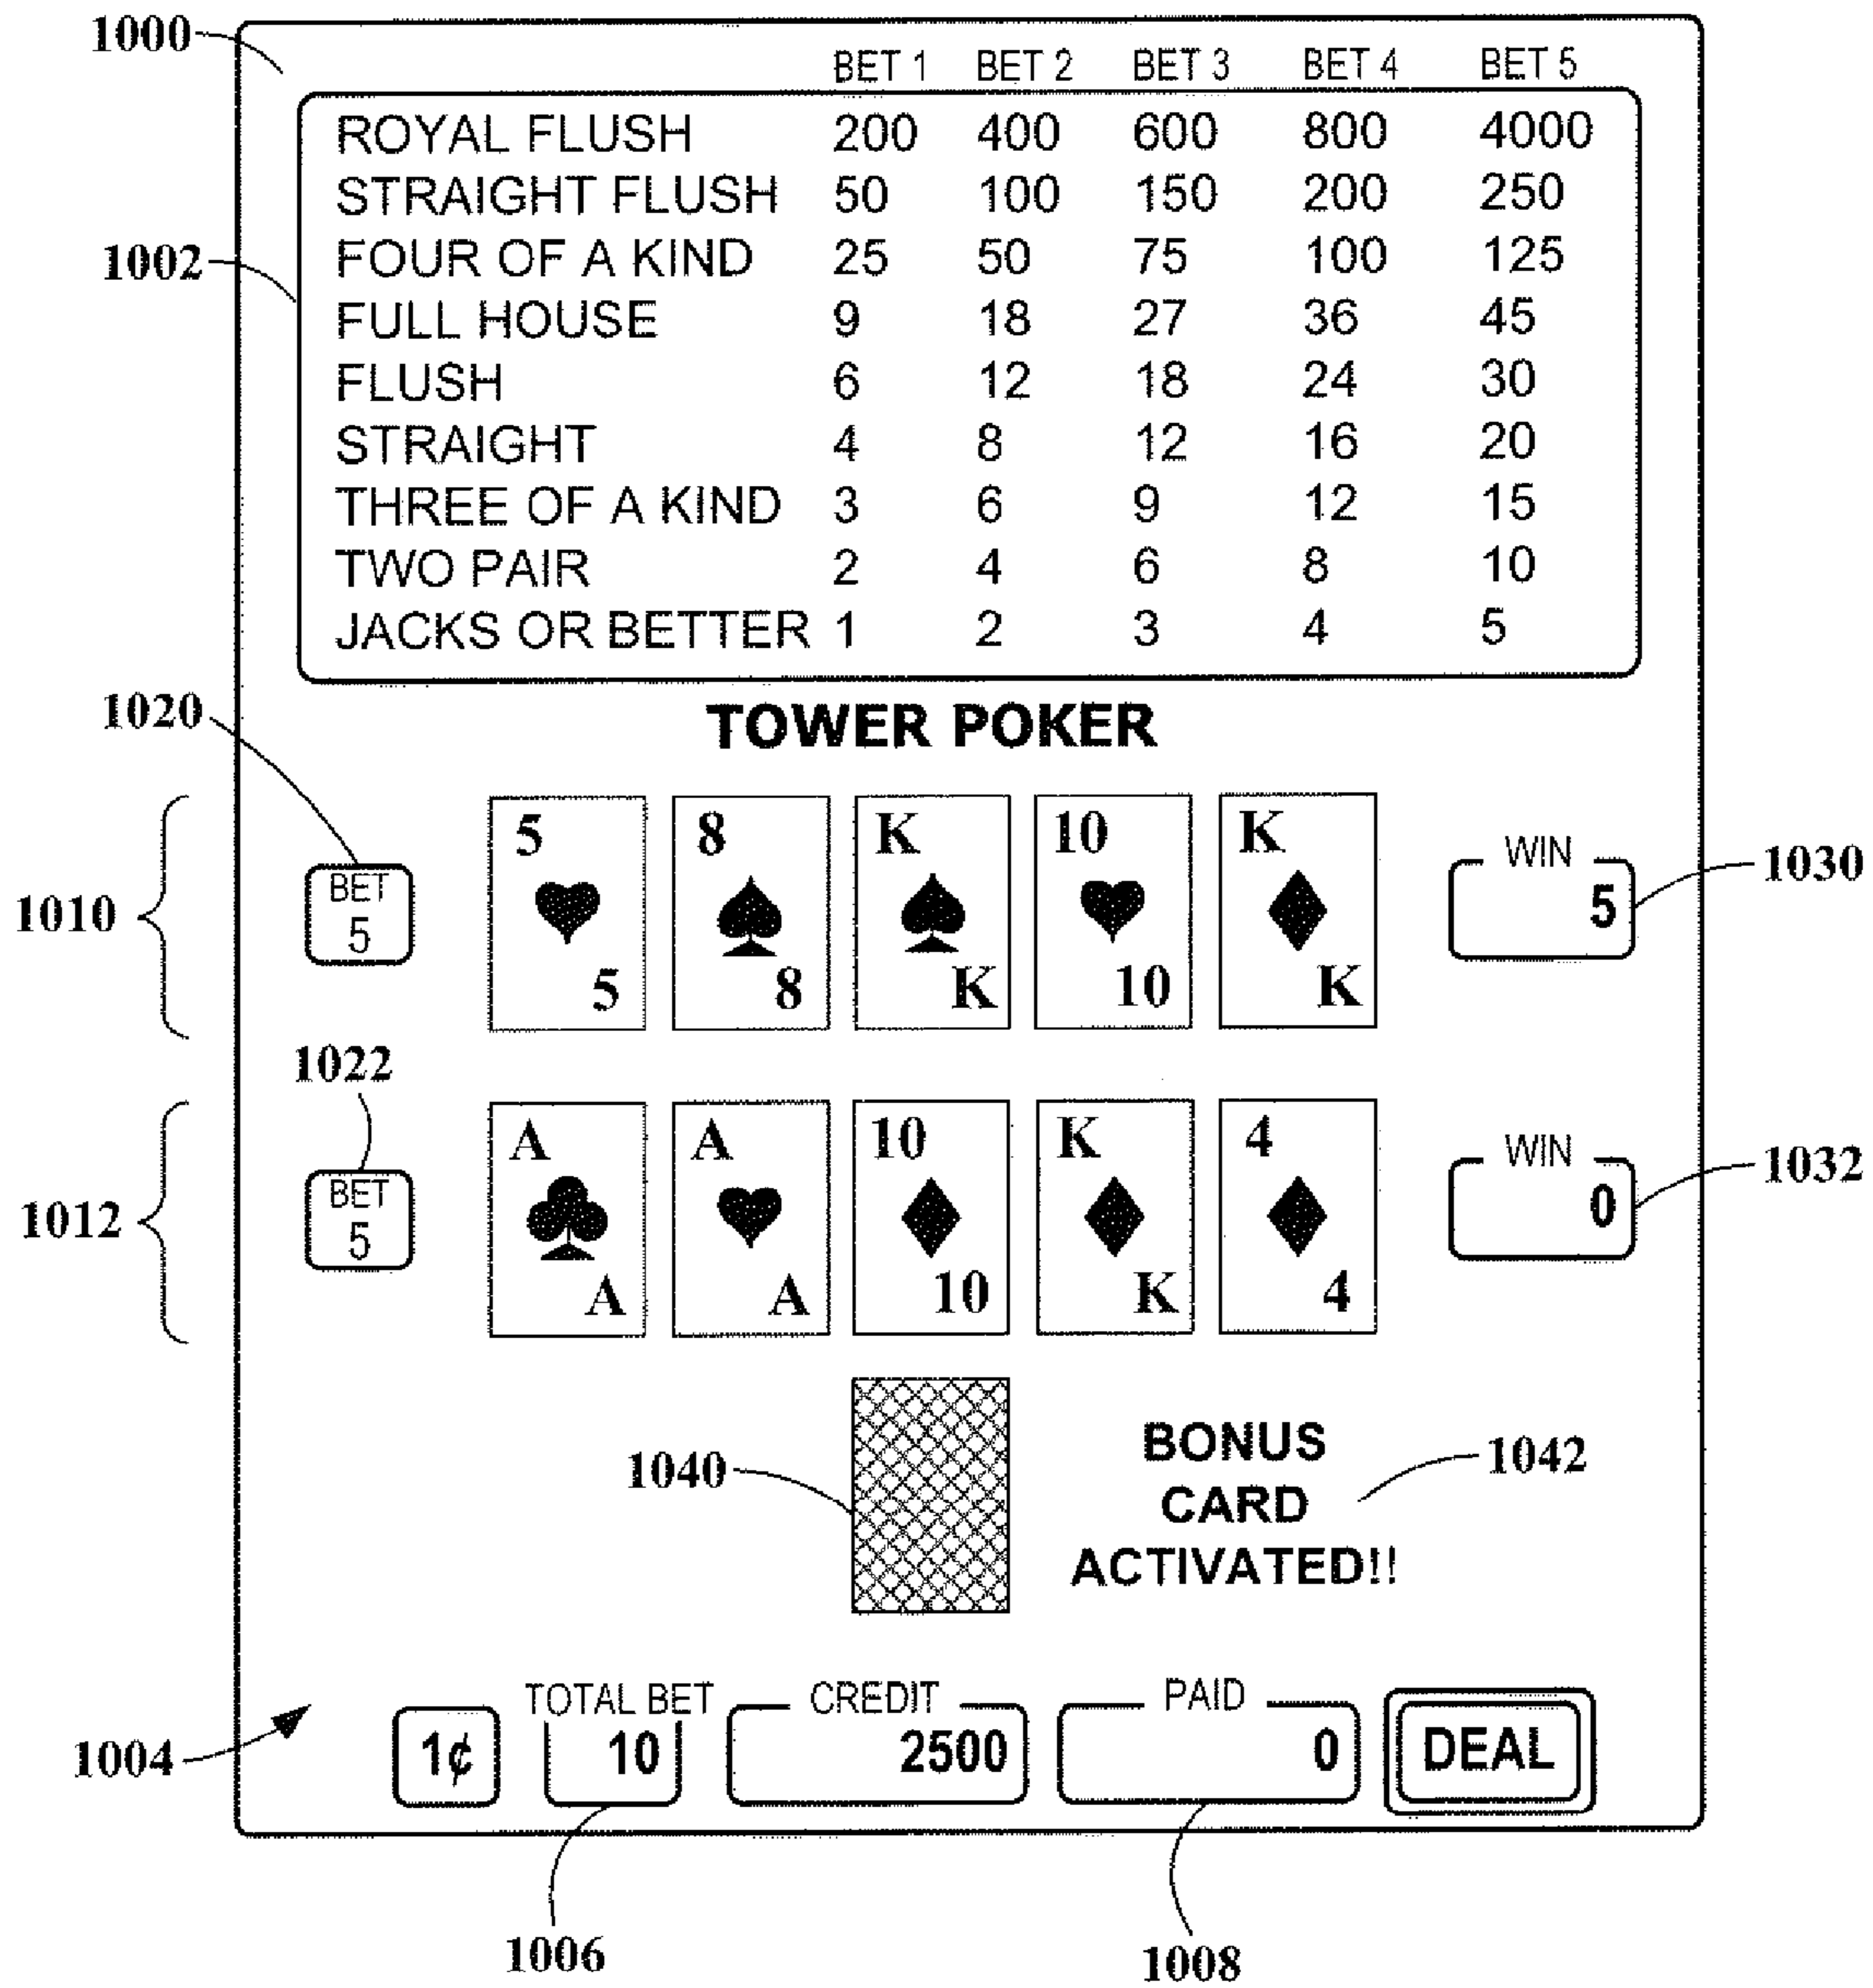 1000
BET 1 BET 2 BET 3 BET 4 BET 5
ROYAL FLUSH 200 400 600 800 4000
STRAIGHT FLUSH 50 100 150 200 250
1002
FOUR OF A KIND 25 50 75 100 125
FULL HOUSE 9 18 27 36 45
FLUSH 6 12 18 24 30
STRAIGHT 4 8 12 16 20
THREE OF A KIND 3 6 9 12 15
TWO PAIR 2 4 6 8 10
JACKS OR BETTER 1 2 3 4 5
1020
TOWER POKER
5 8 K 10 K
WIN
1030
BET
5
1010
5
5 8 K 10 K
1022
A A 10 K 4
WIN
1032
BET
5
1012
0
A A 10 K 4
BONUS
1040
1042
CARD
ACTIVATED!!
TOTAL BET CREDIT PAID
1004
1¢ 10 2500 0 DEAL
1006 1008